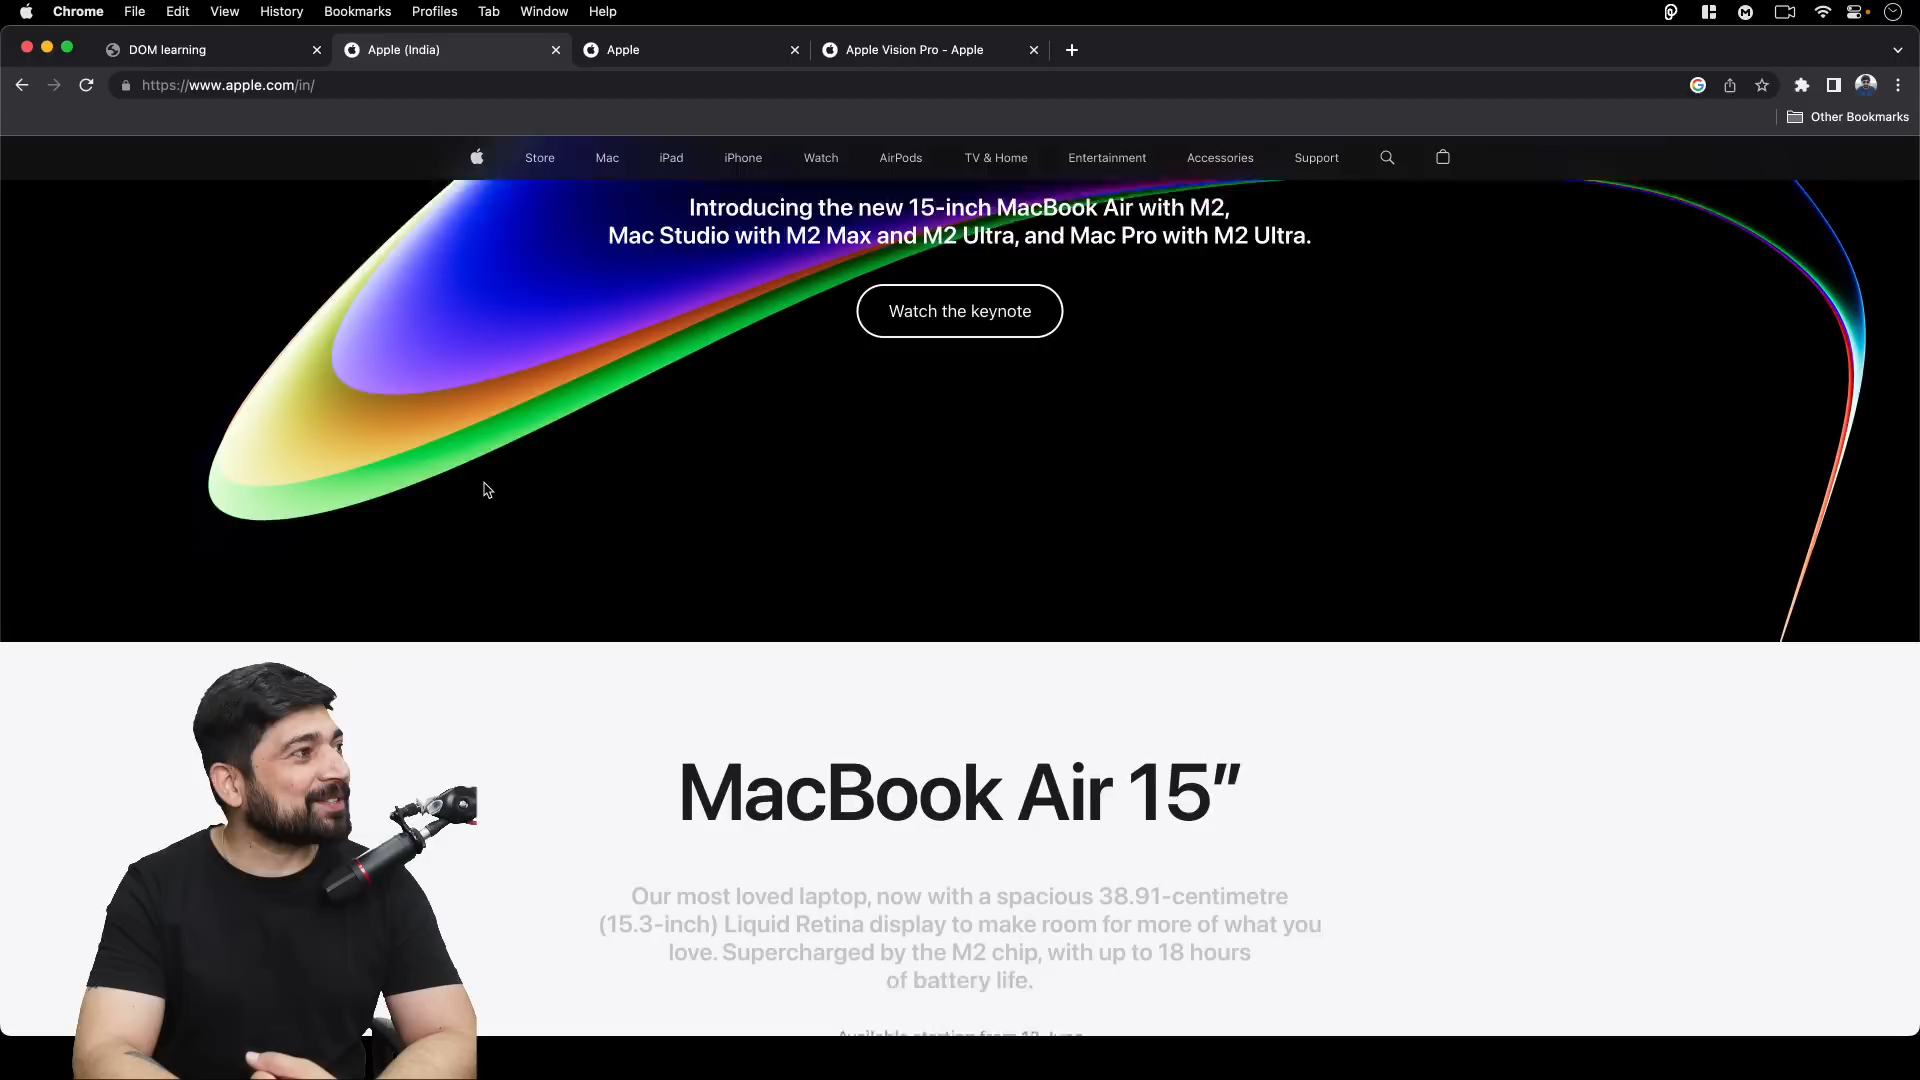 Chrome File Edit View History Bookmarks Profiles Tab Window Help
DOM learning
Apple (India)
Apple
Apple Vision Pro - Apple
https://www.apple.com/in/
Other Bookmarks
Store Mac iPad iPhone Watch AirPods TV & Home Entertainment Accessories Support
Introducing the new 15-inch MacBook Air with M2,
Mac Studio with M2 Max and M2 Ultra, and Mac Pro with M2 Ultra.
Watch the keynote
MacBook Air 15″
Our most loved laptop, now with a spacious 38.91-centimetre
(15.3-inch) Liquid Retina display to make room for more of what you
love. Supercharged by the M2 chip, with up to 18 hours
of battery life.